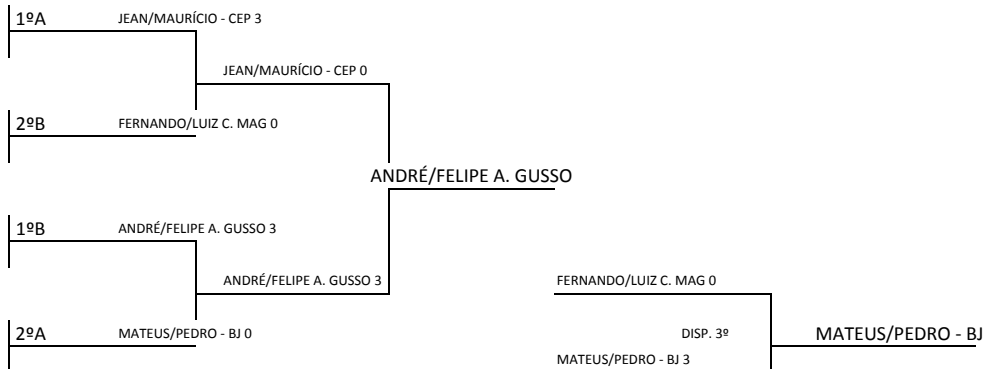 1ºA JEAN/MAURÍCIO - CEP 3
JEAN/MAURÍCIO - CEP 0
2ºB FERNANDO/LUIZ C. MAG 0
ANDRÉ/FELIPE A. GUSSO
1ºB ANDRÉ/FELIPE A. GUSSO 3
ANDRÉ/FELIPE A. GUSSO 3
FERNANDO/LUIZ C. MAG 0
2ºA MATEUS/PEDRO - BJ 0
DISP. 3º
MATEUS/PEDRO - BJ
MATEUS/PEDRO - BJ 3